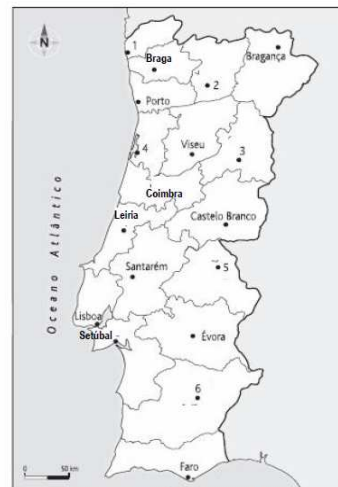 N
1
Braga
Bragança
2
Porto
4
Viseu
3
Coimbra
Leiria
Castelo Branco
Oceano Atlântico
Santarém
5
Lisboa
Setúbal
Évora
6
Faro
0 50 km